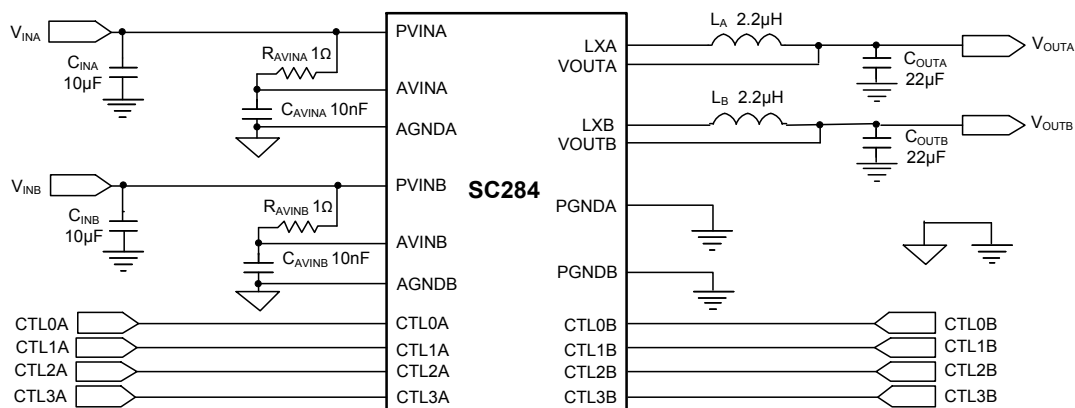 V_INA
C_INA
10µF
R_AVINA 1Ω
C_AVINA 10nF
PVINA
AVINA
AGNDA
V_INB
C_INB
10µF
R_AVINB 1Ω
C_AVINB 10nF
PVINB
AVINB
AGNDB
CTL0A
CTL1A
CTL2A
CTL3A
CTL0A
CTL1A
CTL2A
CTL3A
SC284
LXA
VOUTA
LXB
VOUTB
PGNDA
PGNDB
CTL0B
CTL1B
CTL2B
CTL3B
L_A 2.2µH
C_OUTA
22µF
V_OUTA
L_B 2.2µH
C_OUTB
22µF
V_OUTB
CTL0B
CTL1B
CTL2B
CTL3B